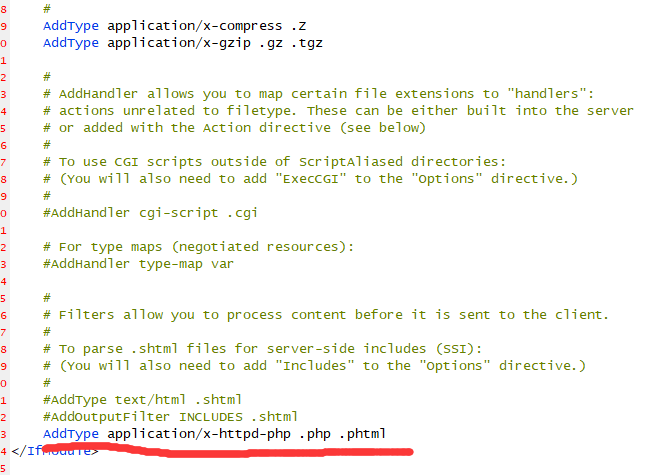 8 #
9 AddType application/x-compress .Z
0 AddType application/x-gzip .gz .tgz
1
2 #
3 # AddHandler allows you to map certain file extensions to "handlers":
4 # actions unrelated to filetype. These can be either built into the server
5 # or added with the Action directive (see below)
6 #
7 # To use CGI scripts outside of ScriptAliased directories:
8 # (You will also need to add "ExecCGI" to the "Options" directive.)
9 #
0 #AddHandler cgi-script .cgi
1
2 # For type maps (negotiated resources):
3 #AddHandler type-map var
4
5 #
6 # Filters allow you to process content before it is sent to the client.
7 #
8 # To parse .shtml files for server-side includes (SSI):
9 # (You will also need to add "Includes" to the "Options" directive.)
0 #
1 #AddType text/html .shtml
2 #AddOutputFilter INCLUDES .shtml
3 AddType application/x-httpd-php .php .phtml
4 </IfModule>
5